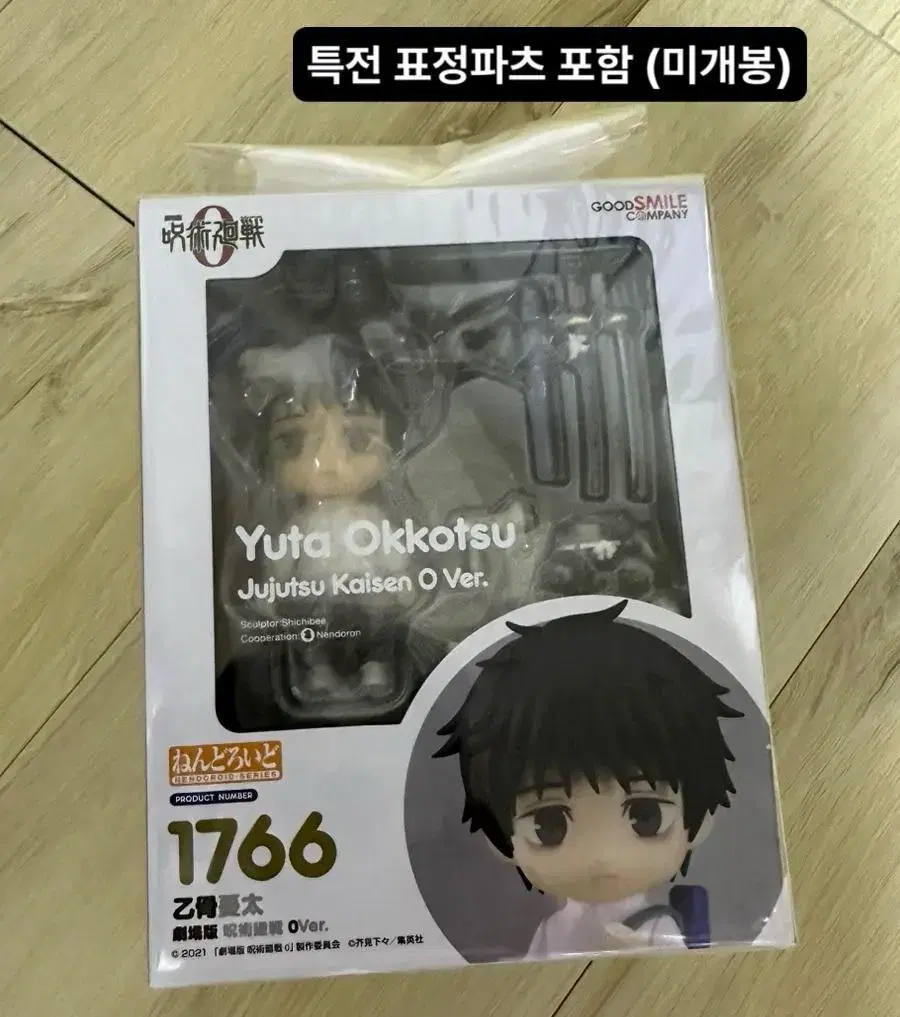 특전 표정파츠 포함 (미개봉)
呪術廻戦
0
GOODSMILE
COMPANY
Yuta Okkotsu
Jujutsu Kaisen 0 Ver.
Sculptor:Shichibee
Cooperation: Nendoron
ねんどろいど
NENDOROID·SERIES
PRODUCT NUMBER
1766
乙骨憂太
劇場版 呪術廻戦 0Ver.
© 2021「劇場版 呪術廻戦 0」製作委員会 ©芥見下々／集英社